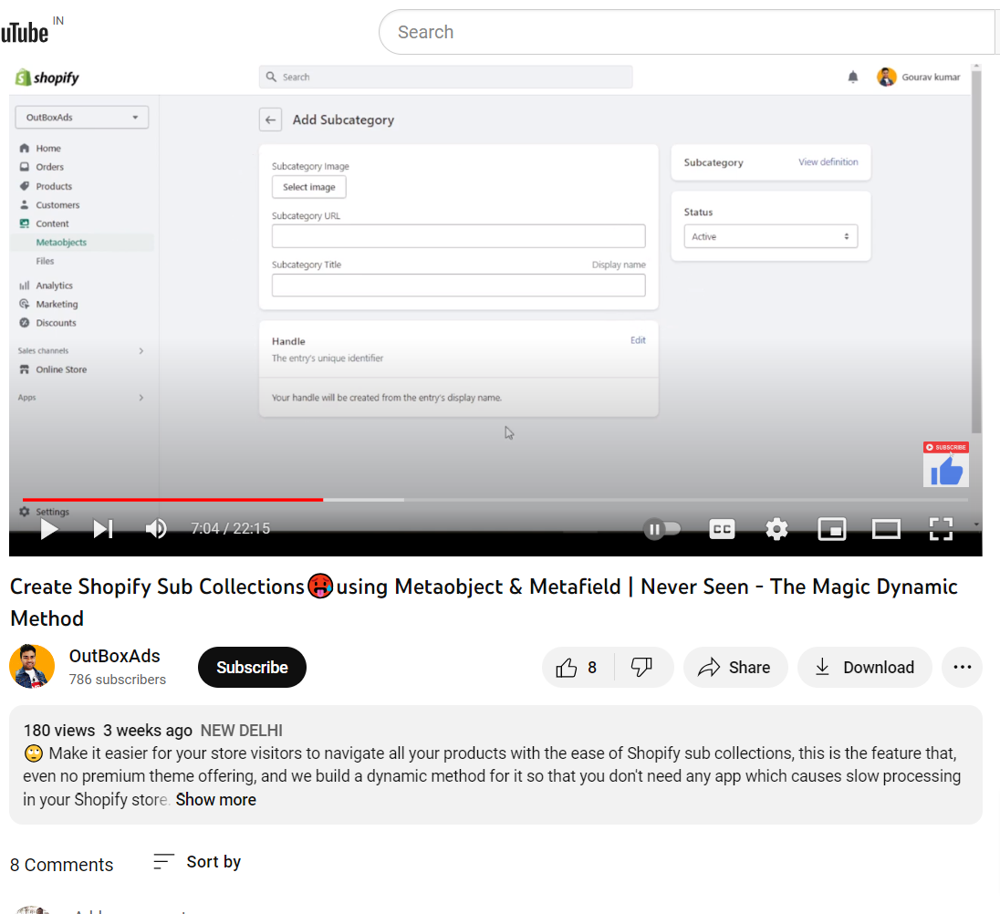 uTube IN
Search
shopify
Search
Gourav kumar
OutBoxAds
Add Subcategory
Home
Orders
Products
Customers
Content
Metaobjects
Files
Analytics
Marketing
Discounts
Sales channels
Online Store
Apps
Settings
Subcategory Image
Select image
Subcategory URL
Subcategory Title
Display name
Handle
Edit
The entry's unique identifier
Your handle will be created from the entry's display name.
Subcategory
View definition
Status
Active
SUBSCRIBE
7:04 / 22:15
CC
Create Shopify Sub Collections🥵using Metaobject & Metafield | Never Seen - The Magic Dynamic
Method
OutBoxAds
786 subscribers
Subscribe
8
Share
Download
180 views 3 weeks ago NEW DELHI
🙄 Make it easier for your store visitors to navigate all your products with the ease of Shopify sub collections, this is the feature that,
even no premium theme offering, and we build a dynamic method for it so that you don't need any app which causes slow processing
in your Shopify store. Show more
8 Comments
Sort by